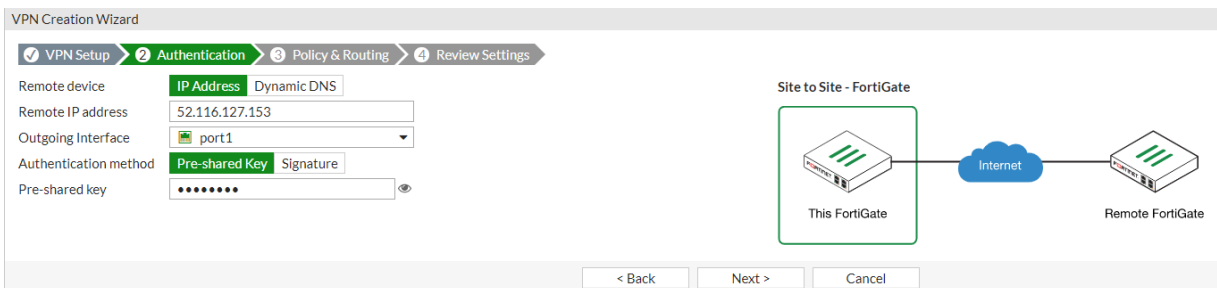 VPN Creation Wizard
VPN Setup 2 Authentication 3 Policy & Routing 4 Review Settings
Remote device IP Address Dynamic DNS
Remote IP address 52.116.127.153
Outgoing Interface port1
Authentication method Pre-shared Key Signature
Pre-shared key ••••••••
Site to Site - FortiGate
FORTINET
Internet
FORTINET
This FortiGate
Remote FortiGate
< Back Next > Cancel